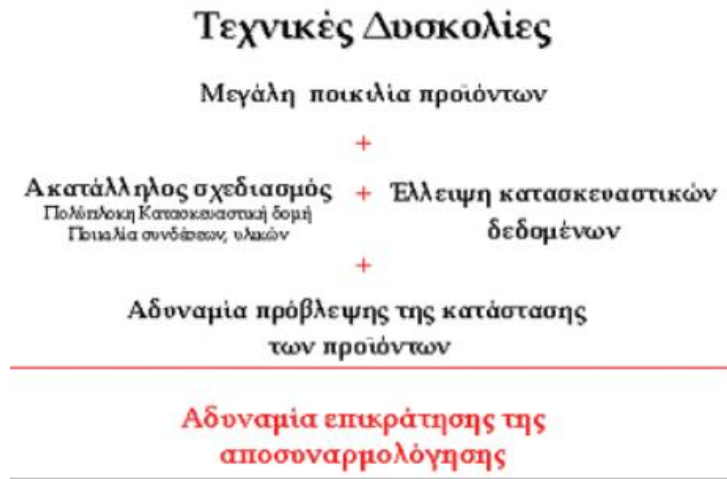 Τεχνικές Δυσκολίες
Μεγάλη ποικιλία προϊόντων
+
Ακατάλληλος σχεδιασμός + Έλλειψη κατασκευαστικών
Πολύπλοκη Κατασκευαστική δομή
Ποικιλία συνδέσεων, υλικών
δεδομένων
+
Αδυναμία πρόβλεψης της κατάστασης
των προϊόντων
Αδυναμία επικράτησης της
αποσυναρμολόγησης